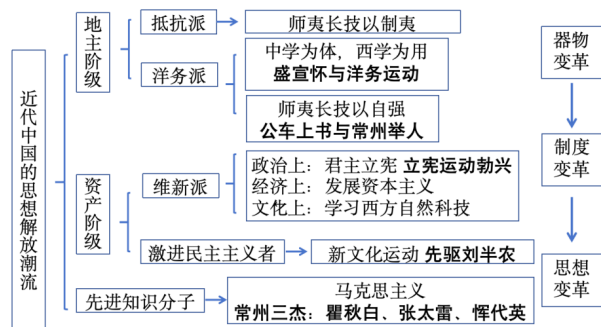 近代中国的思想解放潮流
地主阶级
抵抗派
师夷长技以制夷
洋务派
中学为体，西学为用
盛宣怀与洋务运动
师夷长技以自强
公车上书与常州举人
资产阶级
维新派
政治上：君主立宪 立宪运动勃兴
经济上：发展资本主义
文化上：学习西方自然科技
激进民主主义者
新文化运动 先驱刘半农
先进知识分子
马克思主义
常州三杰：瞿秋白、张太雷、恽代英
器物
变革
制度
变革
思想
变革